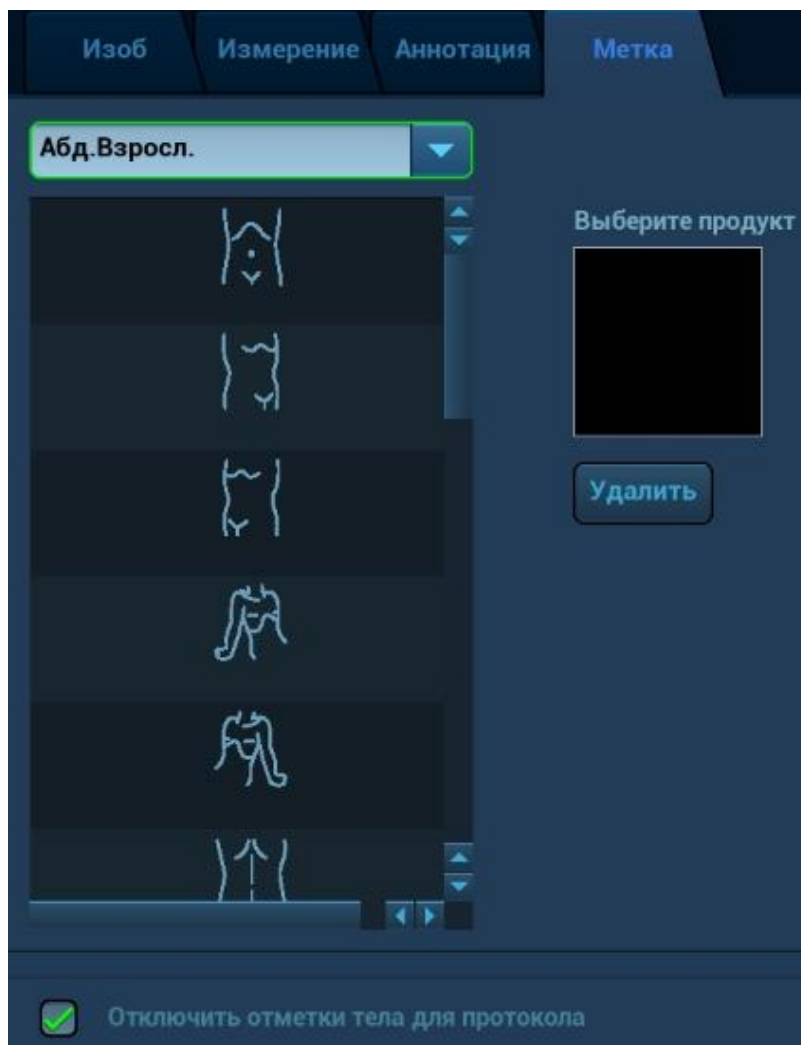 Изоб
Измерение
Аннотация
Метка
Абд.Взросл.
Выберите продукт
Удалить
Отключить отметки тела для протокола